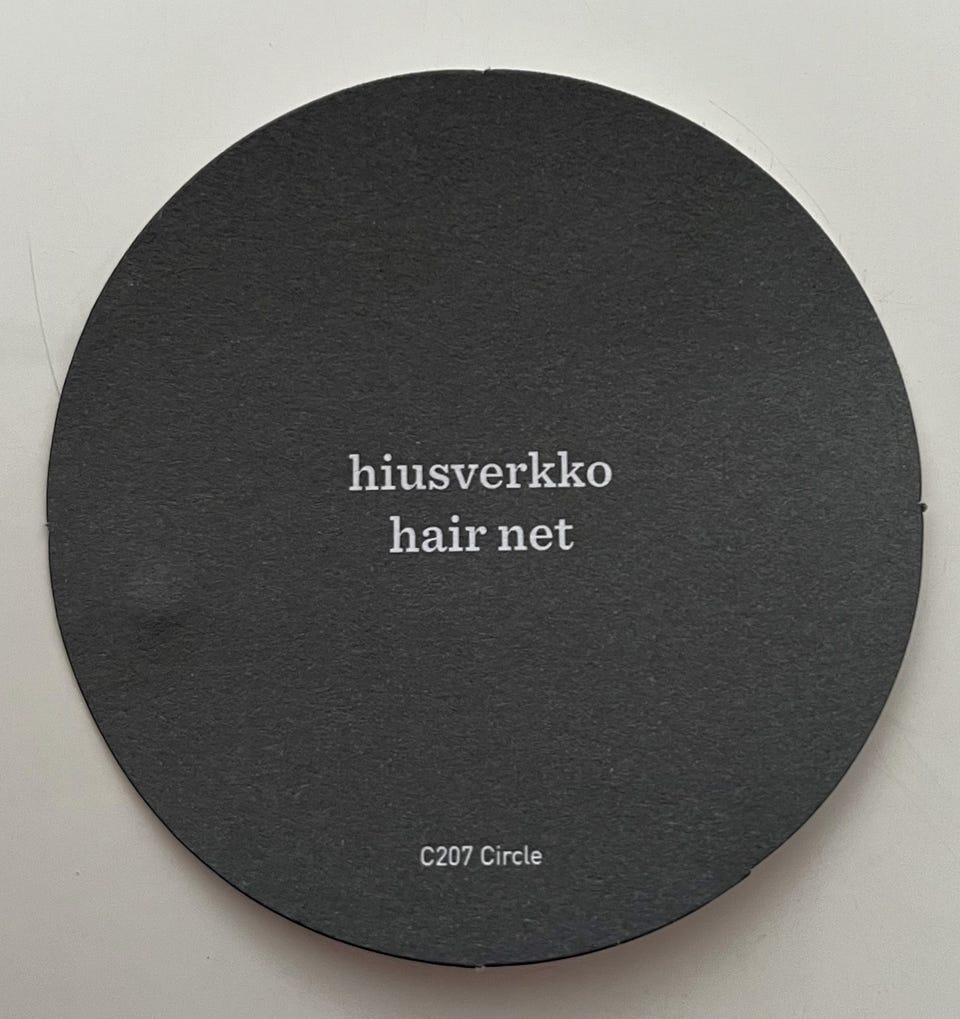 hiusverkko
hair net
C207 Circle